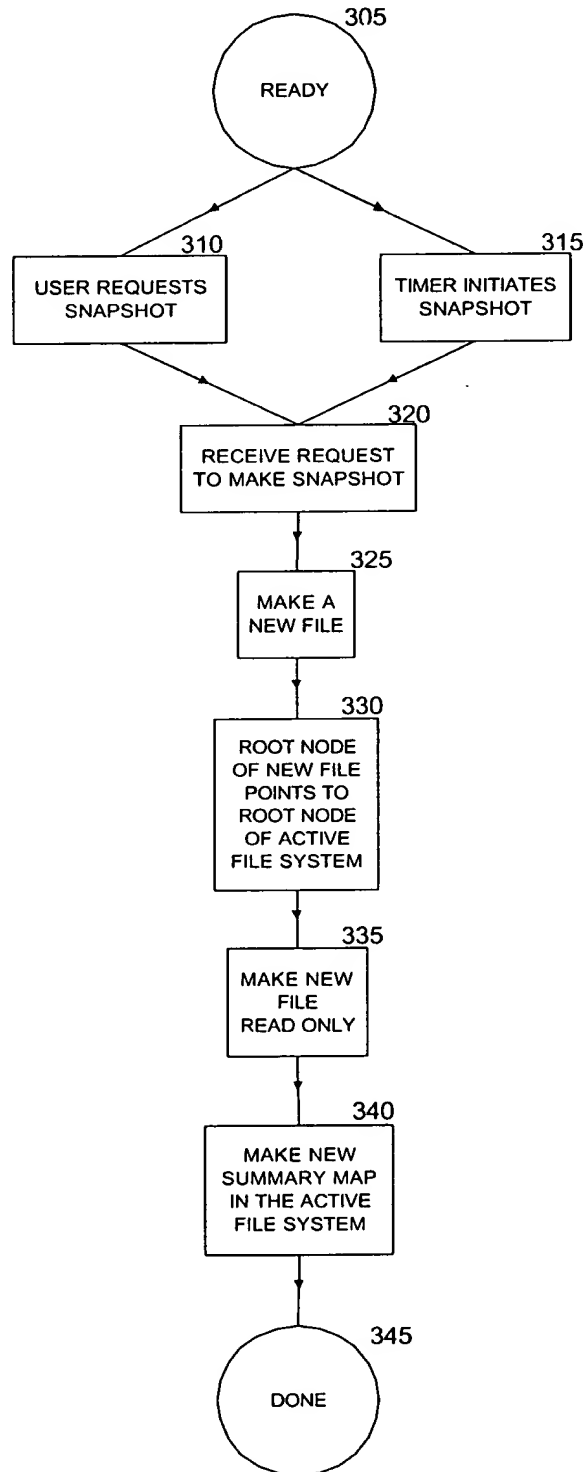 305
READY
310
USER REQUESTS
SNAPSHOT
315
TIMER INITIATES
SNAPSHOT
320
RECEIVE REQUEST
TO MAKE SNAPSHOT
325
MAKE A
NEW FILE
330
ROOT NODE
OF NEW FILE
POINTS TO
ROOT NODE
OF ACTIVE
FILE SYSTEM
335
MAKE NEW
FILE
READ ONLY
340
MAKE NEW
SUMMARY MAP
IN THE ACTIVE
FILE SYSTEM
345
DONE